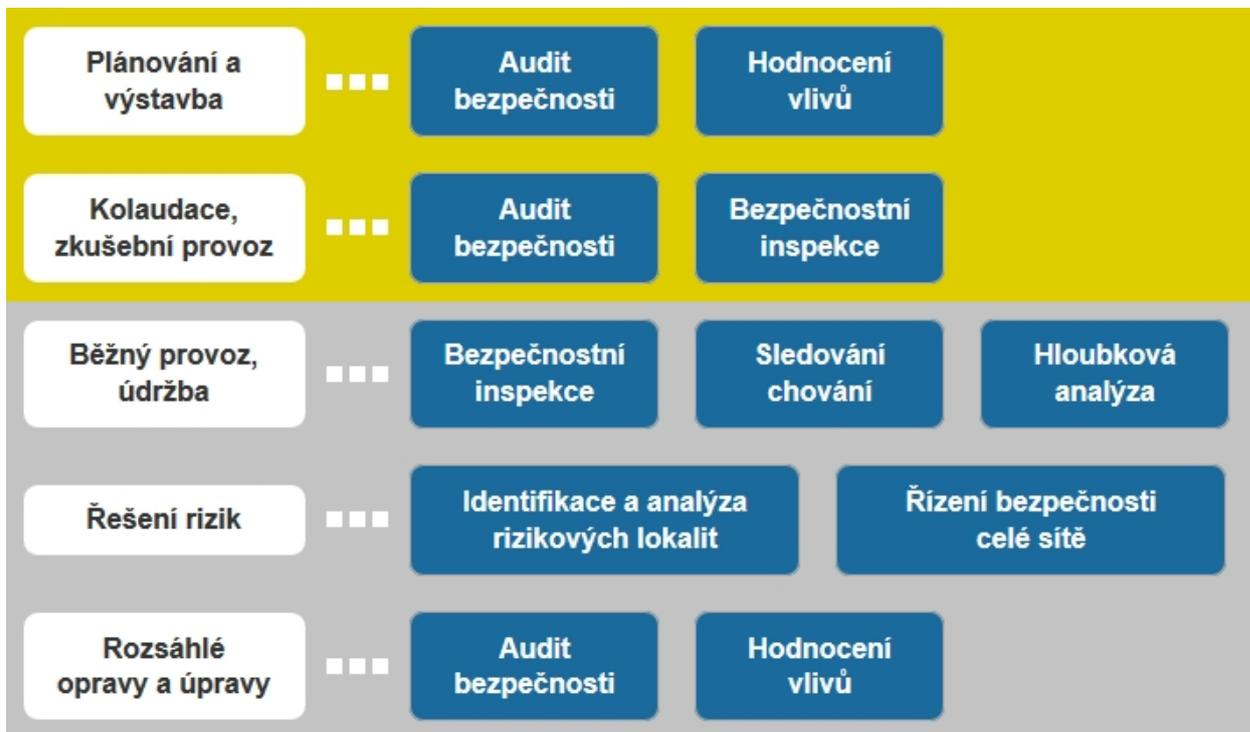 Plánování a
výstavba
Audit
bezpečnosti
Hodnocení
vlivů
Kolaudace,
zkušební provoz
Audit
bezpečnosti
Bezpečnostní
inspekce
Běžný provoz,
údržba
Bezpečnostní
inspekce
Sledování
chování
Hloubková
analýza
Řešení rizik
Identifikace a analýza
rizikových lokalit
Řízení bezpečnosti
celé sítě
Rozsáhlé
opravy a úpravy
Audit
bezpečnosti
Hodnocení
vlivů